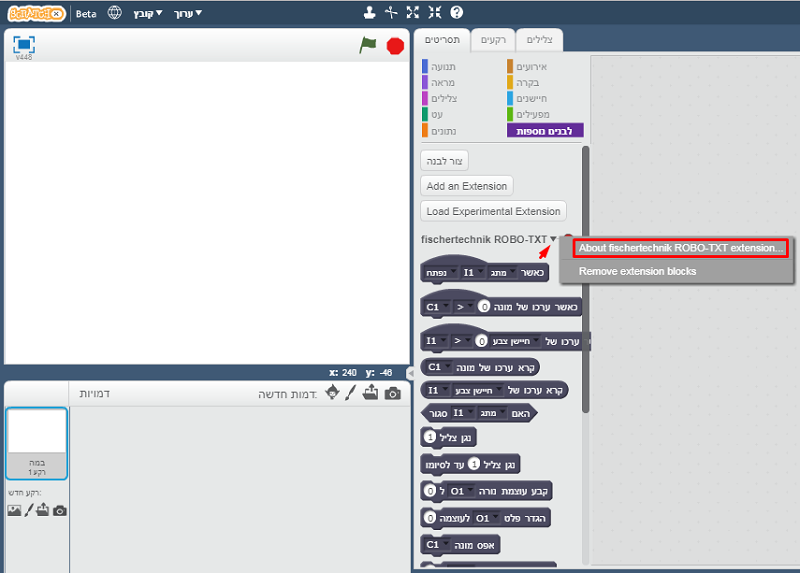 SCRATCHX Beta קובץ ערוך
v448
תסריטים רקעים צלילים
תנועה אירועים
מראה בקרה
צלילים חיישנים
עט מפעילים
נתונים לבנים נוספות
צור לבנה
Add an Extension
Load Experimental Extension
fischertechnik ROBO-TXT
About fischertechnik ROBO-TXT extension...
Remove extension blocks
כאשר מתג I1 נפתח
כאשר ערכו של מונה C1 > 0
ערכו של חיישן צבע I1 > 0
קרא ערכו של מונה C1
קרא ערכו של חיישן צבע I1
האם מתג I1 סגור
נגן צליל 1
נגן צליל 1 עד לסיומו
קבע עוצמת נורה O1 ל 0
הגדר פלט O1 לעוצמה 0
אפס מונה C1
x: 240 y: -46
דמויות דמות חדשה:
במה
רקע 1
רקע חדש: